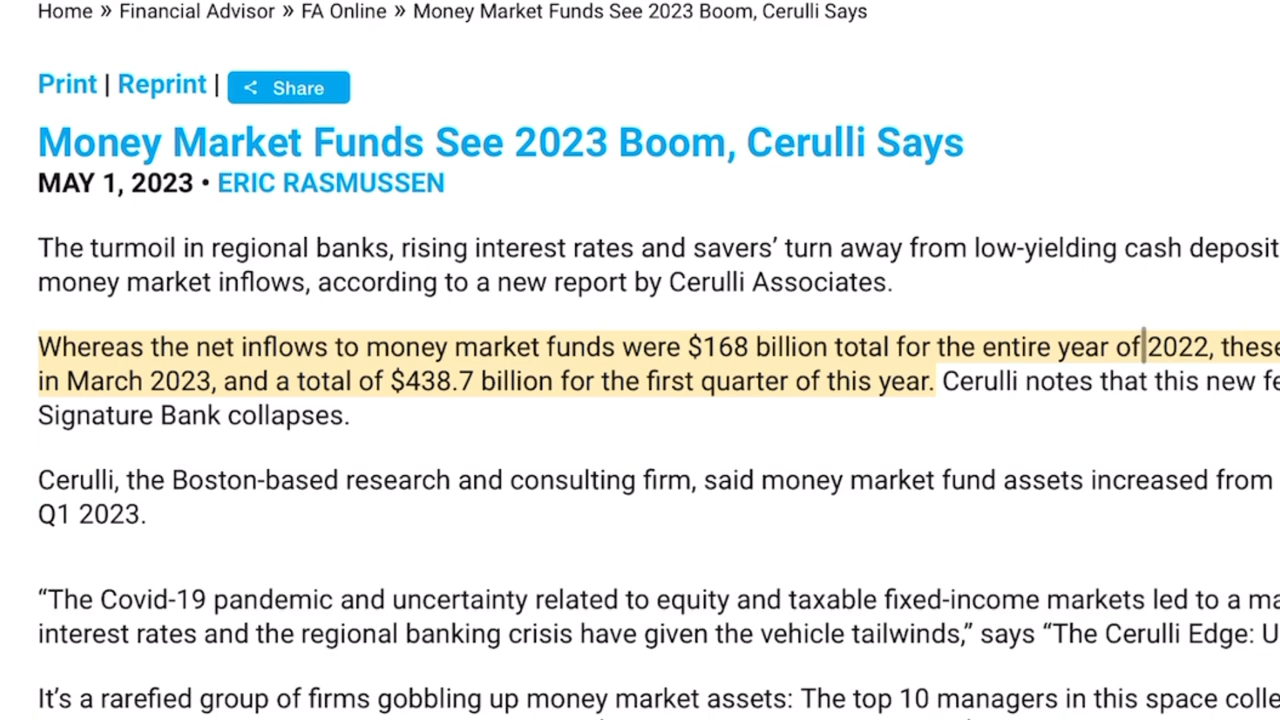 Home » Financial Advisor » FA Online » Money Market Funds See 2023 Boom, Cerulli Says
Print | Reprint | Share
Money Market Funds See 2023 Boom, Cerulli Says
MAY 1, 2023 • ERIC RASMUSSEN
The turmoil in regional banks, rising interest rates and savers’ turn away from low-yielding cash deposit
money market inflows, according to a new report by Cerulli Associates.
Whereas the net inflows to money market funds were $168 billion total for the entire year of 2022, these
in March 2023, and a total of $438.7 billion for the first quarter of this year. Cerulli notes that this new fe
Signature Bank collapses.
Cerulli, the Boston-based research and consulting firm, said money market fund assets increased from
Q1 2023.
“The Covid-19 pandemic and uncertainty related to equity and taxable fixed-income markets led to a ma
interest rates and the regional banking crisis have given the vehicle tailwinds,” says “The Cerulli Edge: U
It’s a rarefied group of firms gobbling up money market assets: The top 10 managers in this space colle